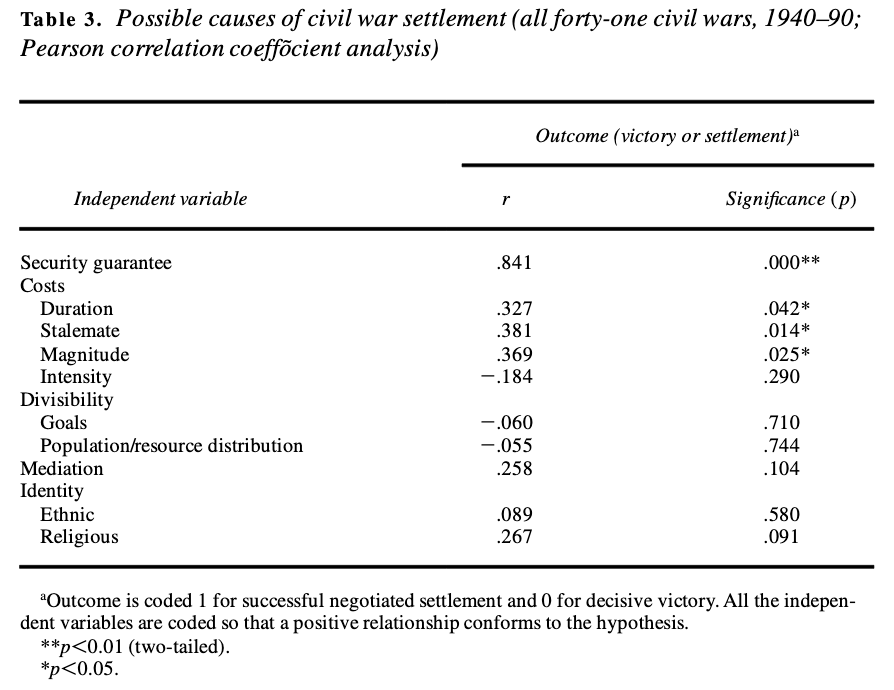 Table 3. Possible causes of civil war settlement (all forty-one civil wars, 1940–90;
Pearson correlation coeffõcient analysis)
Outcome (victory or settlement)ᵃ
Independent variable r Significance (p)
Security guarantee .841 .000**
Costs
Duration .327 .042*
Stalemate .381 .014*
Magnitude .369 .025*
Intensity −.184 .290
Divisibility
Goals −.060 .710
Population/resource distribution −.055 .744
Mediation .258 .104
Identity
Ethnic .089 .580
Religious .267 .091
ᵃOutcome is coded 1 for successful negotiated settlement and 0 for decisive victory. All the indepen-
dent variables are coded so that a positive relationship conforms to the hypothesis.
**p<0.01 (two-tailed).
*p<0.05.